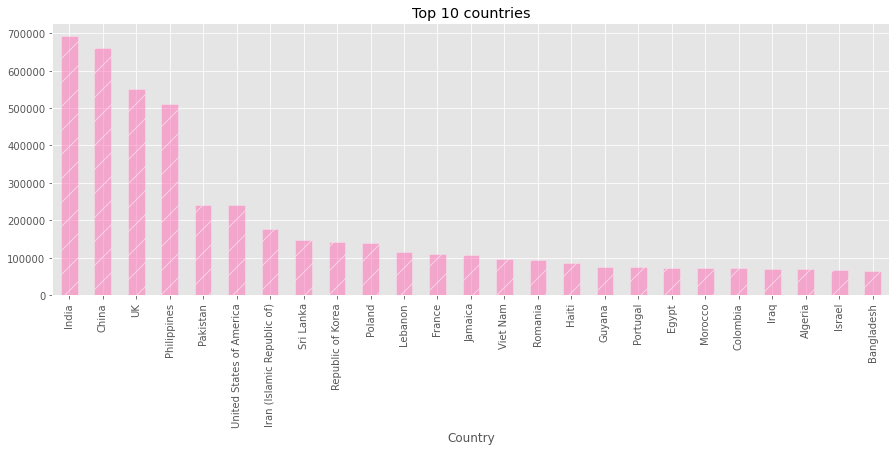 Top 10 countries
700000
600000
500000
400000
300000
200000
100000
0
India
China
UK
Philippines
Pakistan
United States of America
Iran (Islamic Republic of)
Sri Lanka
Republic of Korea
Poland
Lebanon
France
Jamaica
Viet Nam
Romania
Haiti
Guyana
Portugal
Egypt
Morocco
Colombia
Iraq
Algeria
Israel
Bangladesh
Country